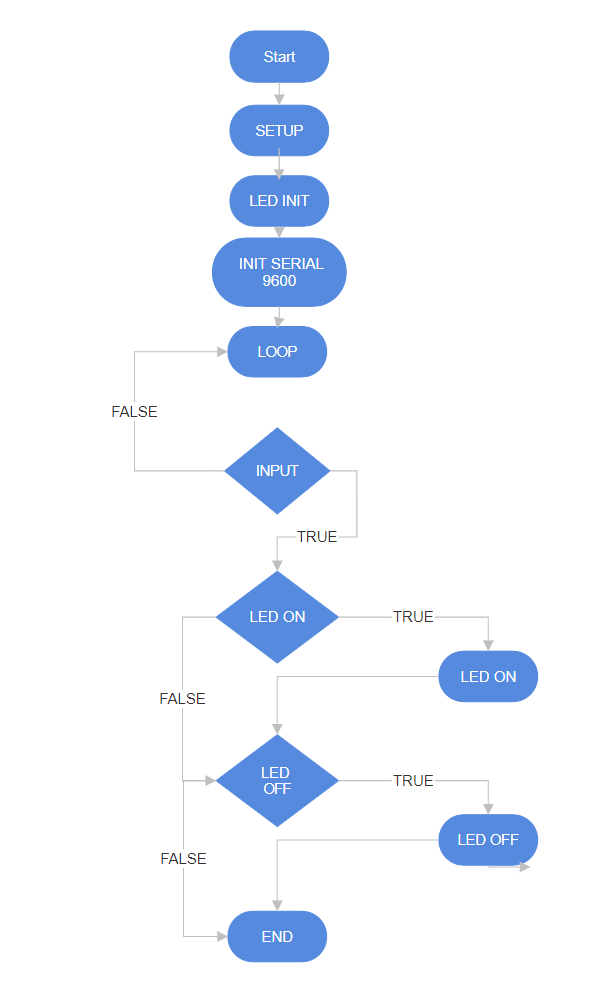 Start
SETUP
LED INIT
INIT SERIAL
9600
LOOP
FALSE
INPUT
TRUE
LED ON
TRUE
LED ON
FALSE
LED
OFF
TRUE
LED OFF
FALSE
END